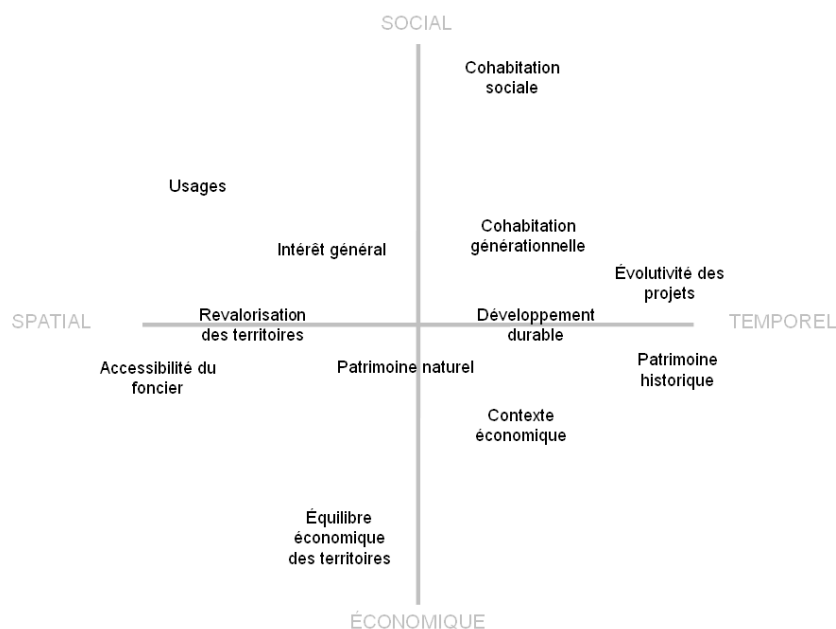 SOCIAL
Cohabitation
sociale
Usages
Cohabitation
générationnelle
Intérêt général
Évolutivité des
projets
SPATIAL
Revalorisation
des territoires
Développement
durable
TEMPOREL
Accessibilité du
foncier
Patrimoine naturel
Patrimoine
historique
Contexte
économique
Équilibre
économique
des territoires
ÉCONOMIQUE